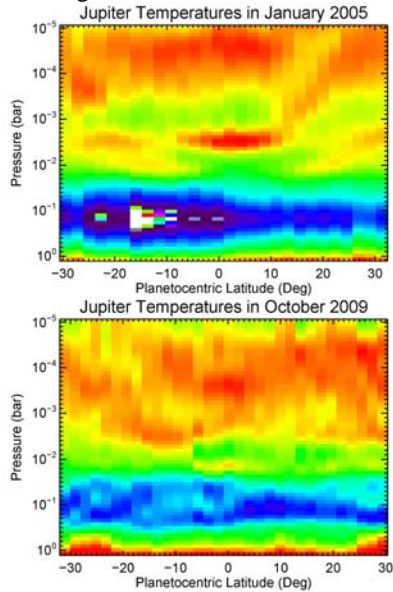 Jupiter Temperatures in January 2005
10⁻⁵
10⁻⁴
10⁻³
10⁻²
10⁻¹
10⁰
Pressure (bar)
−30 −20 −10 0 10 20 30
Planetocentric Latitude (Deg)
Jupiter Temperatures in October 2009
10⁻⁵
10⁻⁴
10⁻³
10⁻²
10⁻¹
10⁰
Pressure (bar)
−30 −20 −10 0 10 20 30
Planetocentric Latitude (Deg)